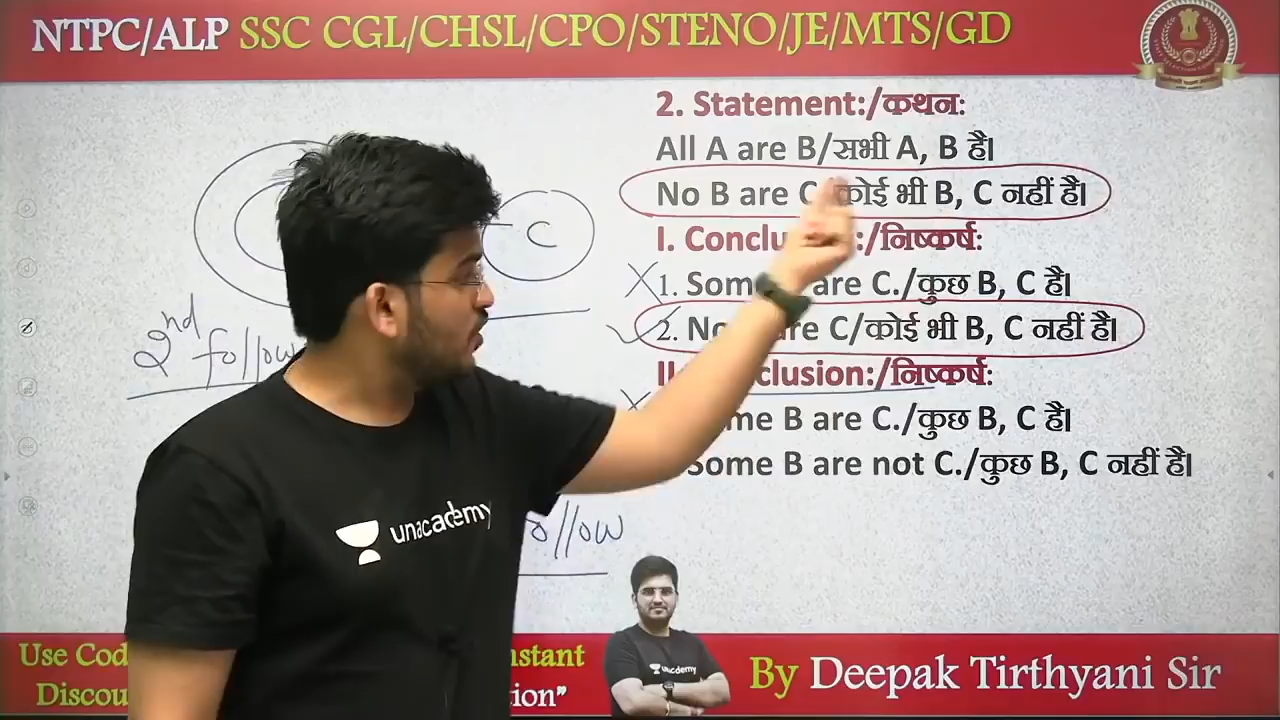 NTPC/ALP SSC CGL/CHSL/CPO/STENO/JE/MTS/GD
2. Statement:/कथन:
All A are B/सभी A, B है।
No B are C कोई भी B, C नहीं है।
I. Conclu :/निष्कर्ष:
1. Som are C./कुछ B, C है।
2. No re C/कोई भी B, C नहीं है।
II clusion:/निष्कर्ष:
me B are C./कुछ B, C है।
Some B are not C./कुछ B, C नहीं है।
C
2nd follow
follow
unacademy
unacademy
Use Cod nstant
Discou ion”
By Deepak Tirthyani Sir